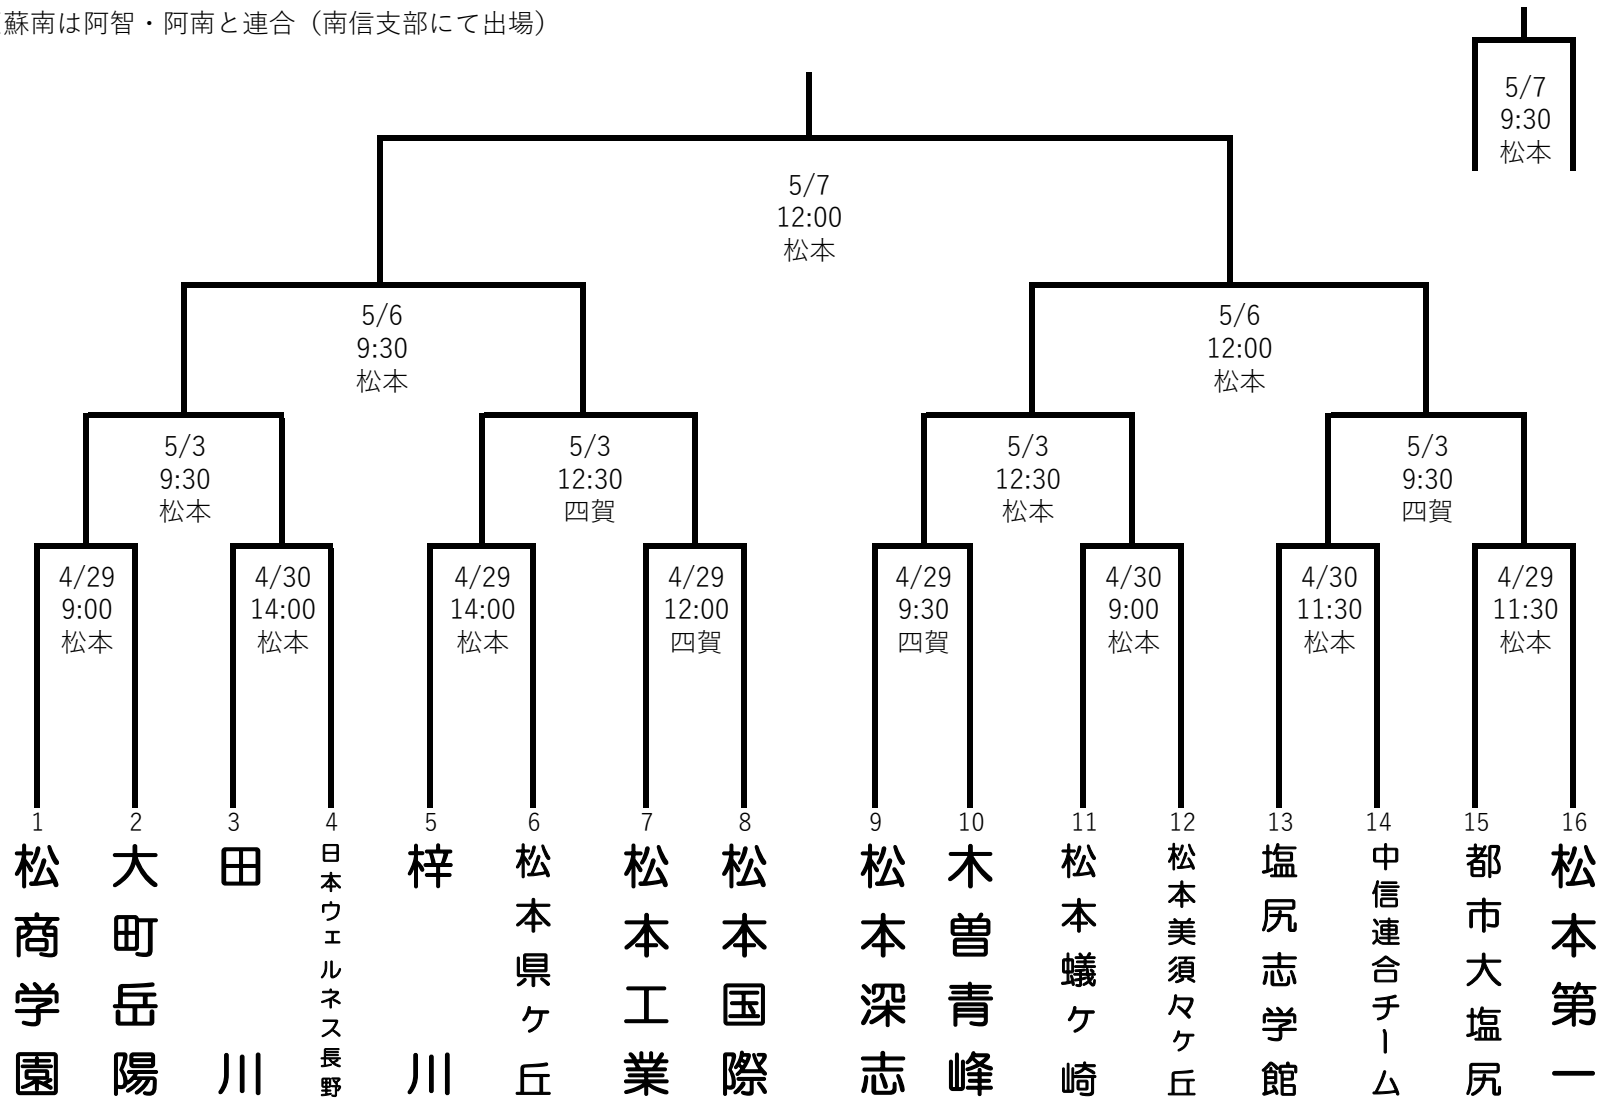 蘇南は阿智・阿南と連合（南信支部にて出場）
5/7
9:30
松本
5/7
12:00
松本
5/6
9:30
松本
5/6
12:00
松本
5/3
9:30
松本
5/3
12:30
四賀
5/3
12:30
松本
5/3
9:30
四賀
4/29
9:00
松本
4/30
14:00
松本
4/29
14:00
松本
4/29
12:00
四賀
4/29
9:30
四賀
4/30
9:00
松本
4/30
11:30
松本
4/29
11:30
松本
1
松商学園
2
大町岳陽
3
田川
4
日本ウェルネス長野
5
梓川
6
松本県ケ丘
7
松本工業
8
松本国際
9
松本深志
10
木曽青峰
11
松本蟻ケ崎
12
松本美須々ケ丘
13
塩尻志学館
14
中信連合チーム
15
都市大塩尻
16
松本第一